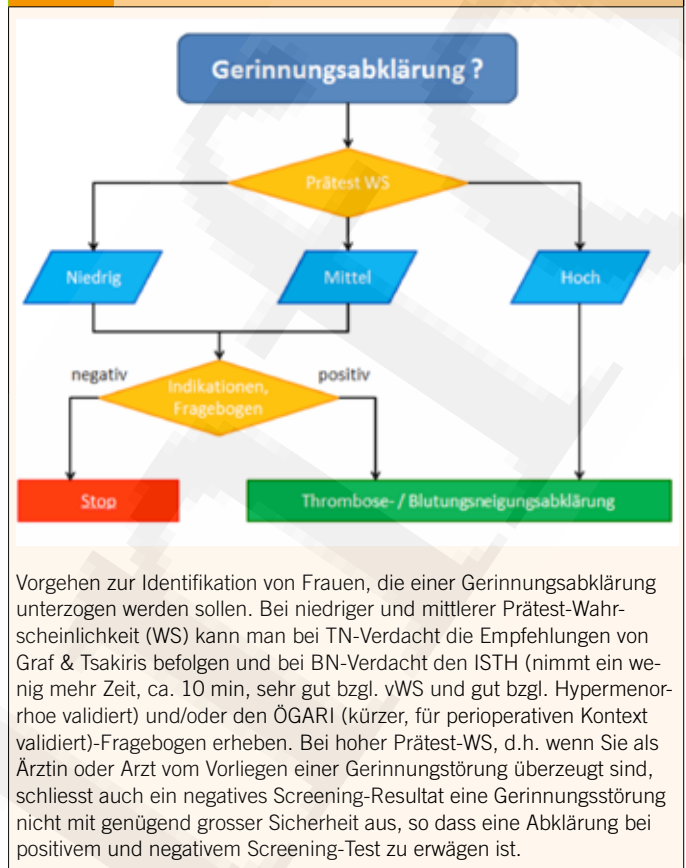 Gerinnungsabklärung ?
Prätest WS
Niedrig
Mittel
Hoch
negativ
positiv
Indikationen,
Fragebogen
Stop
Thrombose- / Blutungsneigungsabklärung
Vorgehen zur Identifikation von Frauen, die einer Gerinnungsabklärung
unterzogen werden sollen. Bei niedriger und mittlerer Prätest-Wahr-
scheinlichkeit (WS) kann man bei TN-Verdacht die Empfehlungen von
Graf & Tsakiris befolgen und bei BN-Verdacht den ISTH (nimmt ein we-
nig mehr Zeit, ca. 10 min, sehr gut bzgl. vWS und gut bzgl. Hypermenor-
rhoe validiert) und/oder den ÖGARI (kürzer, für perioperativen Kontext
validiert)-Fragebogen erheben. Bei hoher Prätest-WS, d.h. wenn Sie als
Ärztin oder Arzt vom Vorliegen einer Gerinnungstörung überzeugt sind,
schliesst auch ein negatives Screening-Resultat eine Gerinnungsstörung
nicht mit genügend grosser Sicherheit aus, so dass eine Abklärung bei
positivem und negativem Screening-Test zu erwägen ist.